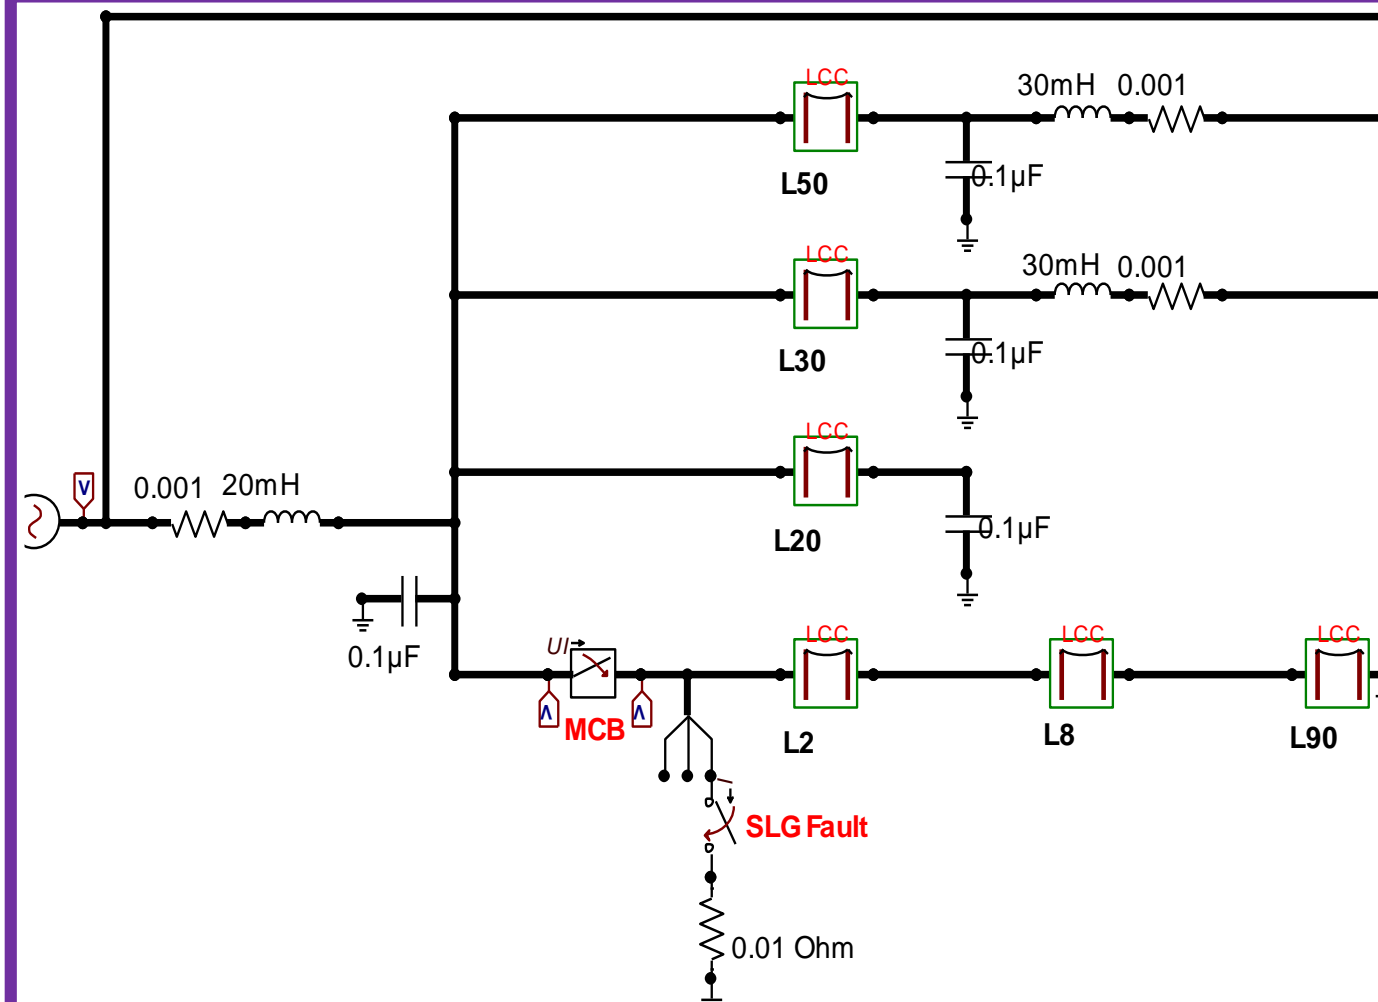 LCC
30mH 0.001
0.1µF
L50
LCC
30mH 0.001
0.1µF
L30
LCC
V
0.001 20mH
0.1µF
L20
0.1µF
UI
LCC
LCC
LCC
V
V
MCB
L2
L8
L90
I
SLG Fault
0.01 Ohm